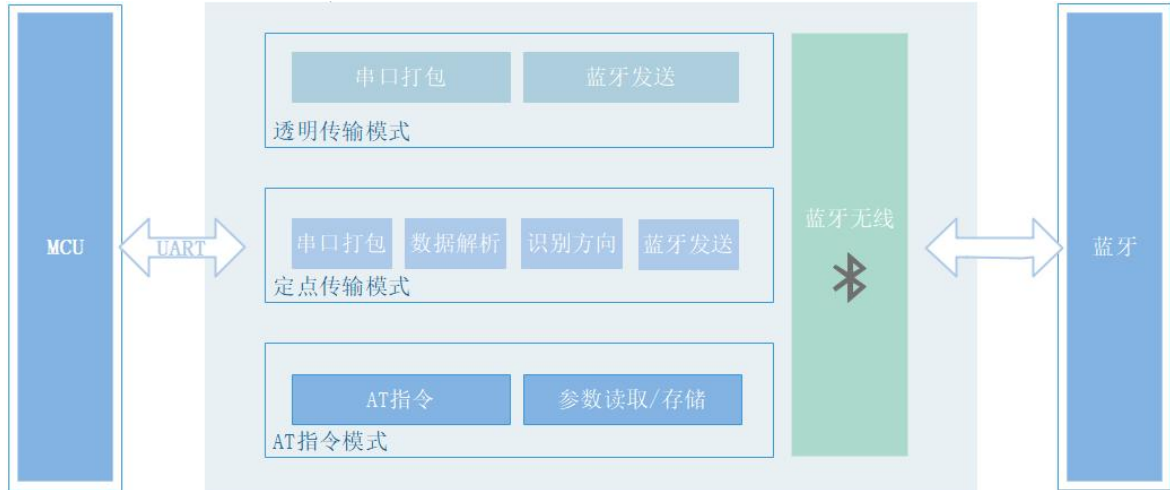 串口打包
蓝牙发送
透明传输模式
MCU
UART
串口打包
数据解析
识别方向
蓝牙发送
定点传输模式
蓝牙无线
蓝牙
AT指令
参数读取/存储
AT指令模式